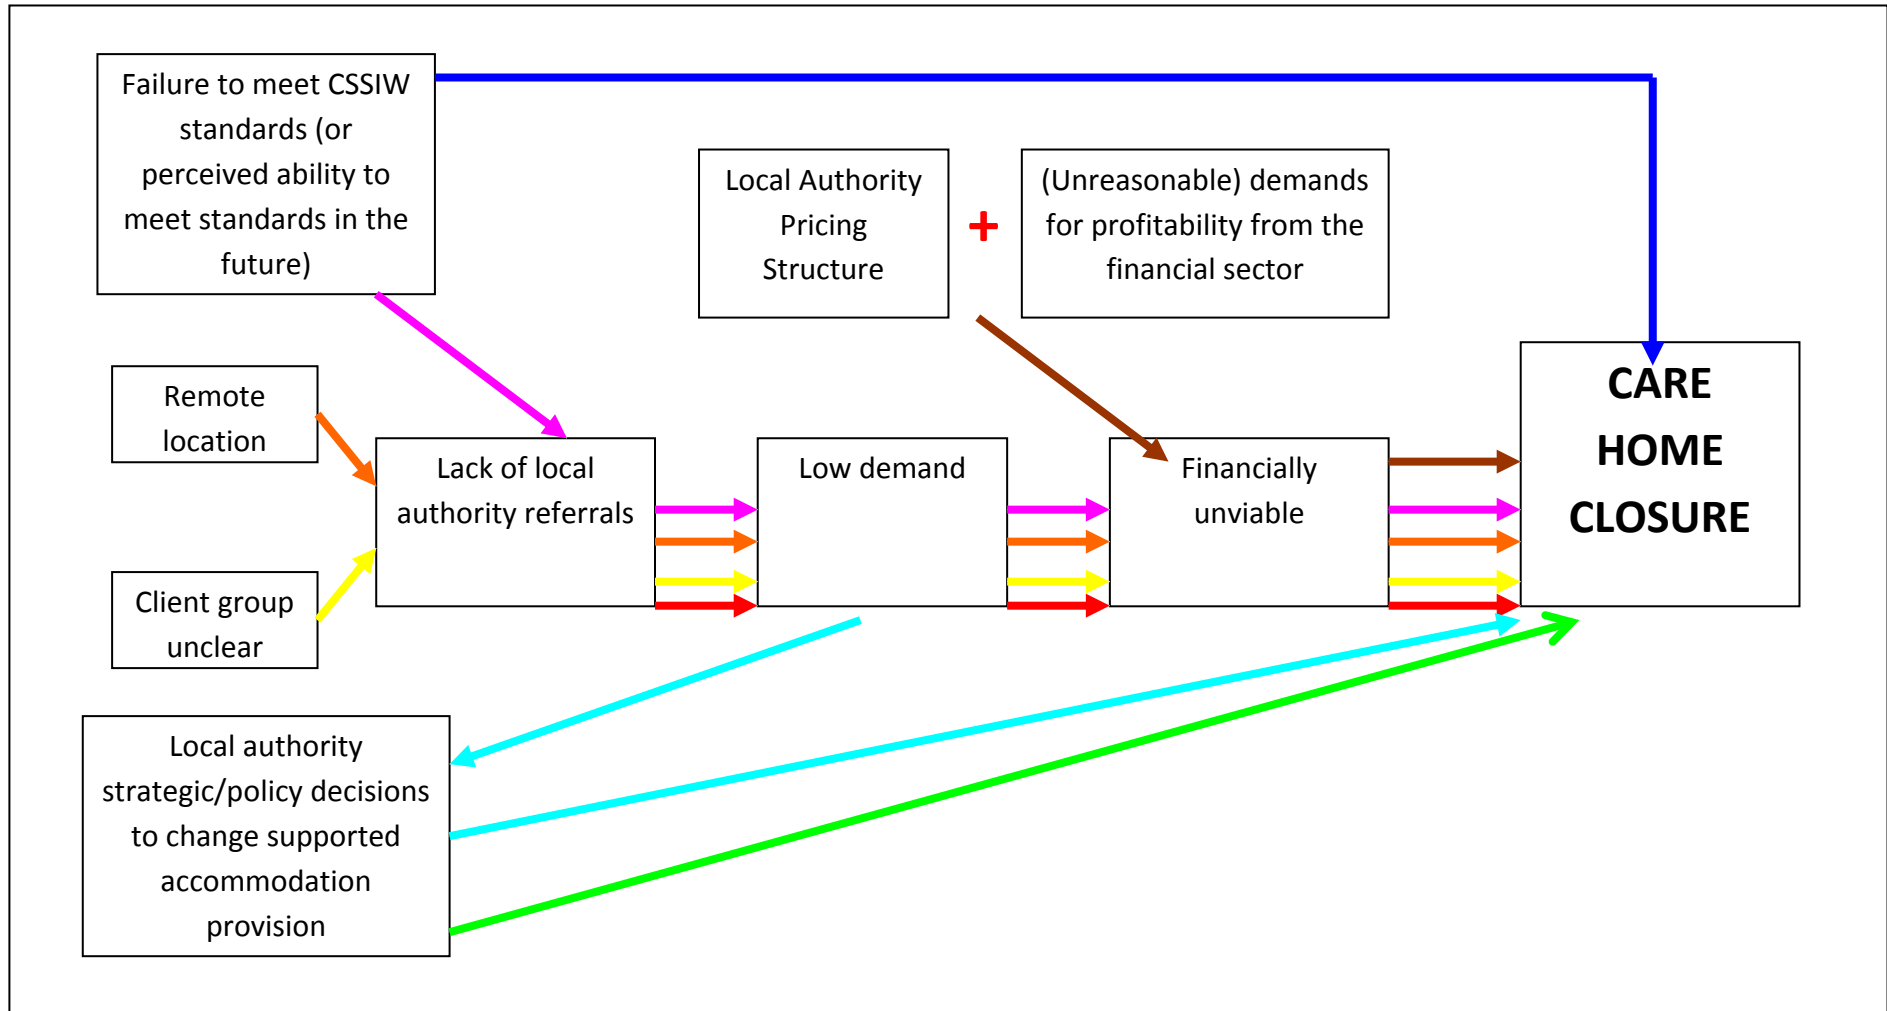 Failure to meet CSSIW
standards (or
perceived ability to
meet standards in the
future)
Local Authority
Pricing
Structure
+
(Unreasonable) demands
for profitability from the
financial sector
Remote
location
Client group
unclear
Lack of local
authority referrals
Low demand
Financially
unviable
CARE
HOME
CLOSURE
Local authority
strategic/policy decisions
to change supported
accommodation
provision